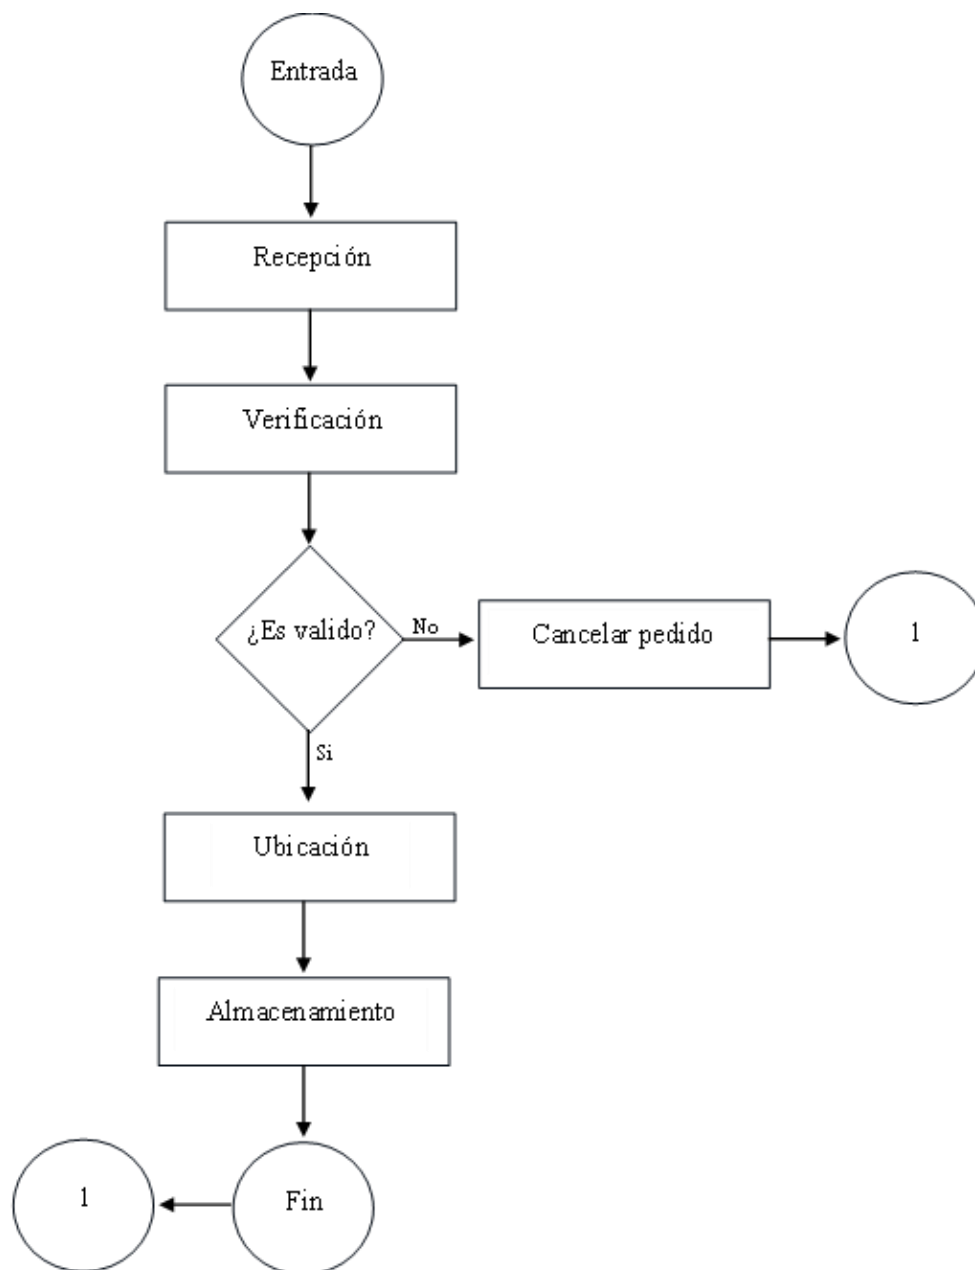 Entrada
Recepción
Verificación
¿Es valido?
No
Cancelar pedido
1
Si
Ubicación
Almacenamiento
1
Fin